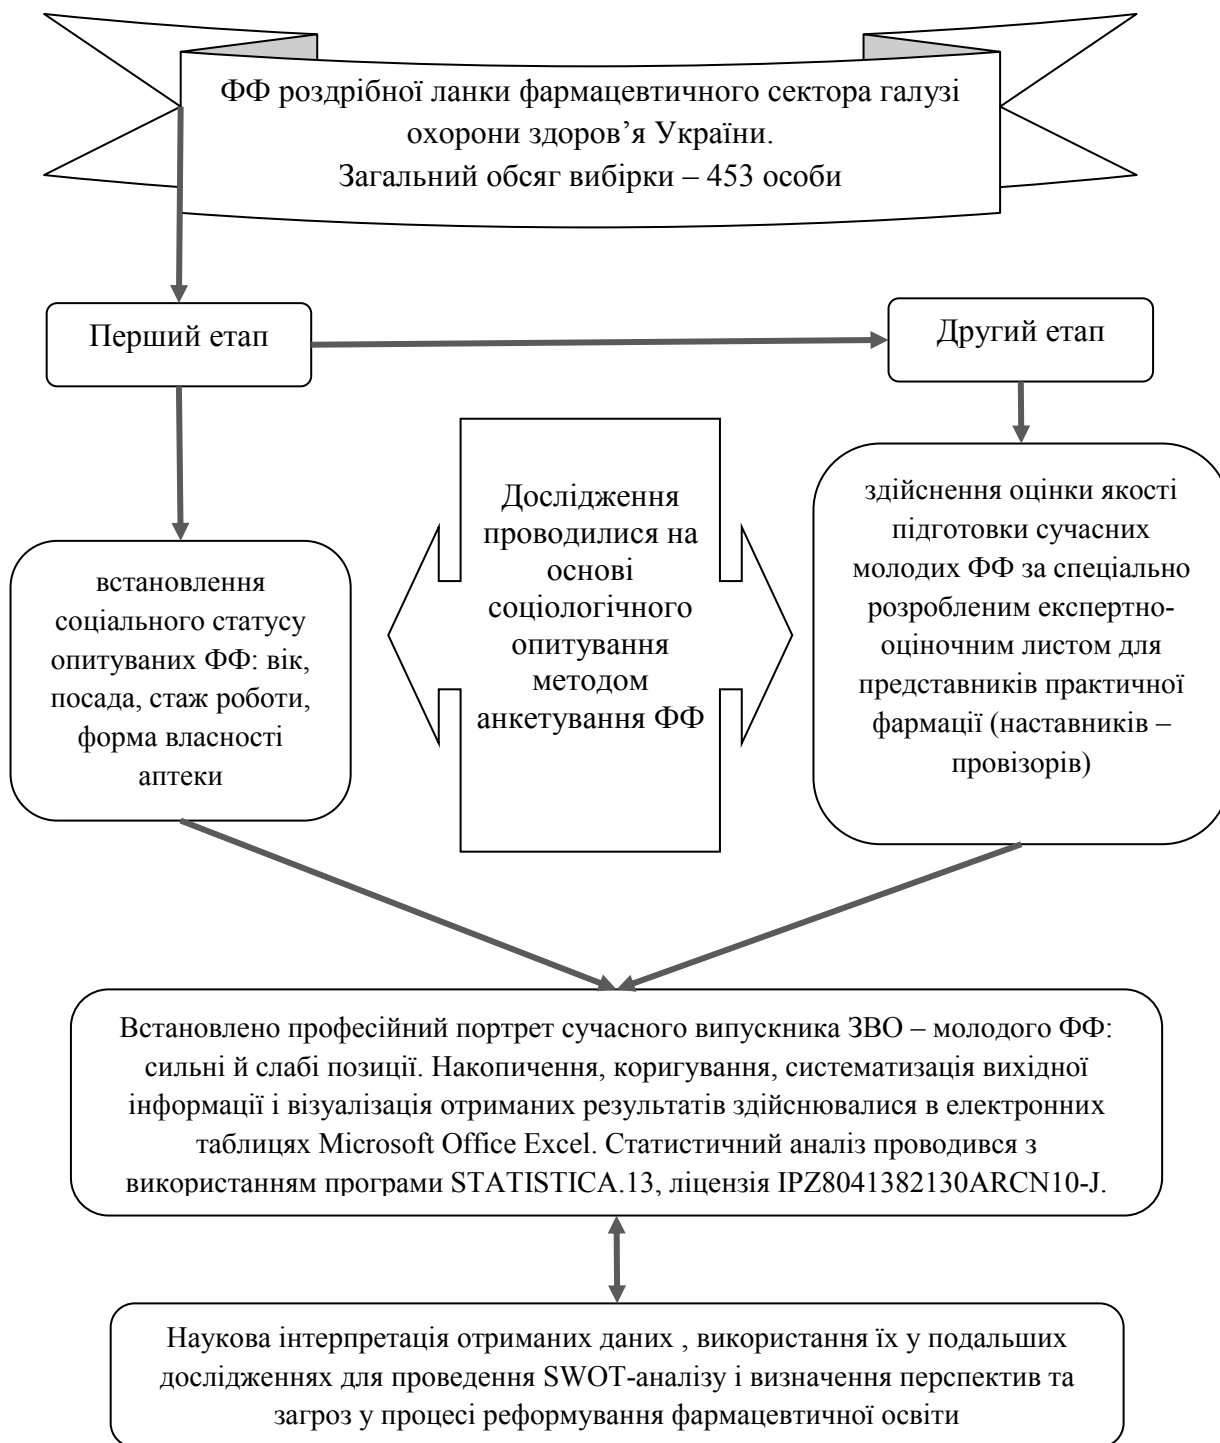 ФФ роздрібної ланки фармацевтичного сектора галузі
охорони здоров’я України.
Загальний обсяг вибірки – 453 особи
Перший етап
Другий етап
встановлення
соціального статусу
опитуваних ФФ: вік,
посада, стаж роботи,
форма власності
аптеки
Дослідження
проводилися на
основі
соціологічного
опитування
методом
анкетування ФФ
здійснення оцінки якості
підготовки сучасних
молодих ФФ за спеціально
розробленим експертно-
оціночним листом для
представників практичної
фармації (наставників –
провізорів)
Встановлено професійний портрет сучасного випускника ЗВО – молодого ФФ:
сильні й слабі позиції. Накопичення, коригування, систематизація вихідної
інформації і візуалізація отриманих результатів здійснювалися в електронних
таблицях Microsoft Office Excel. Статистичний аналіз проводився з
використанням програми STATISTICA.13, ліцензія IPZ8041382130ARCN10-J.
Наукова інтерпретація отриманих даних , використання їх у подальших
дослідженнях для проведення SWOT-аналізу і визначення перспектив та
загроз у процесі реформування фармацевтичної освіти